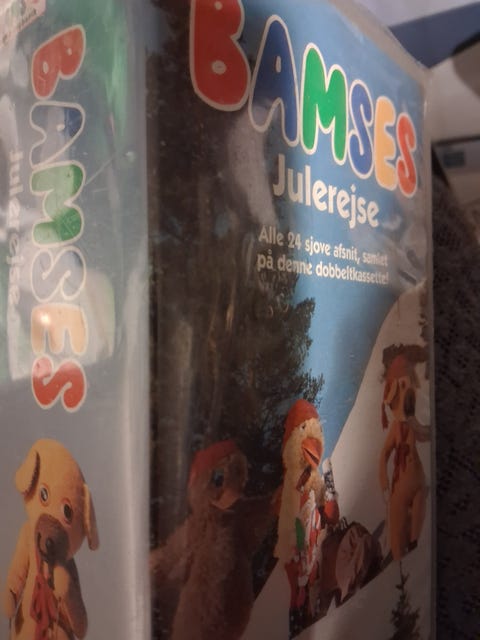 BAMSES
Julerejse
BAMSES
Julerejse
Alle 24 sjove afsnit, samlet
på denne dobbeltkassette!